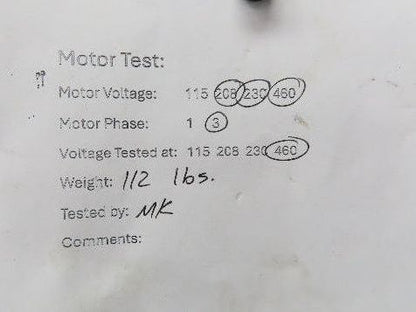 Motor Test:
Motor Voltage: 115 208 230 460
Motor Phase: 1 3
Voltage Tested at: 115 208 230 460
Weight: 112 lbs.
Tested by: MK
Comments: